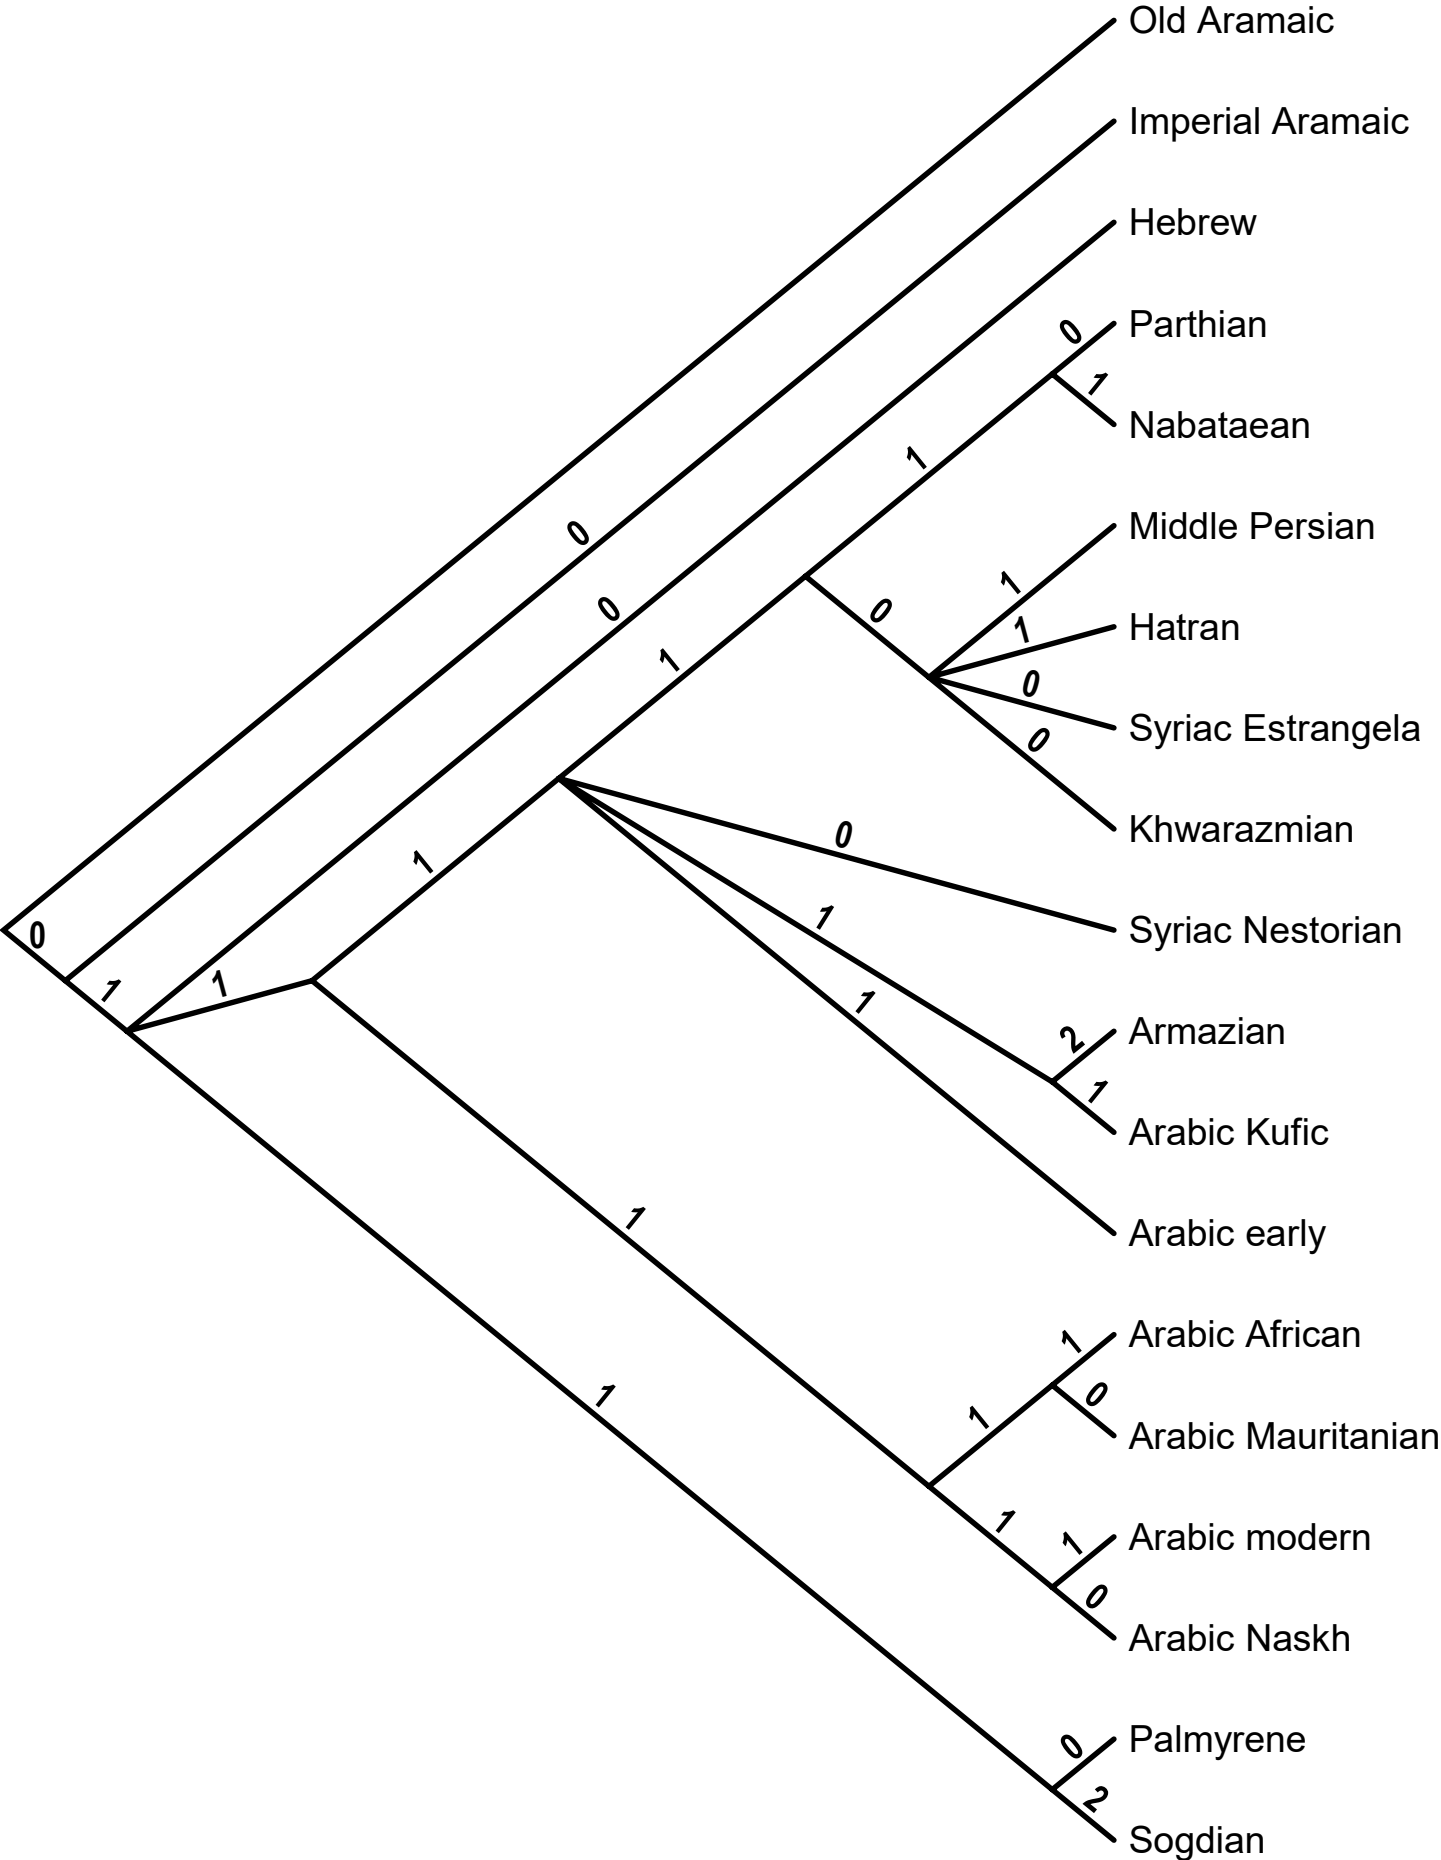 Old Aramaic
Imperial Aramaic
Hebrew
0 Parthian
1
Nabataean
1
Middle Persian
0
1
Hatran
1
0
0
1
Syriac Estrangela
0
0
Khwarazmian
0
1
1
Syriac Nestorian
0
1
1
1
1
Armazian
2
1
Arabic Kufic
1
Arabic early
1
Arabic African
0
1
Arabic Mauritanian
1
1
Arabic modern
0
Arabic Naskh
0
Palmyrene
2
Sogdian